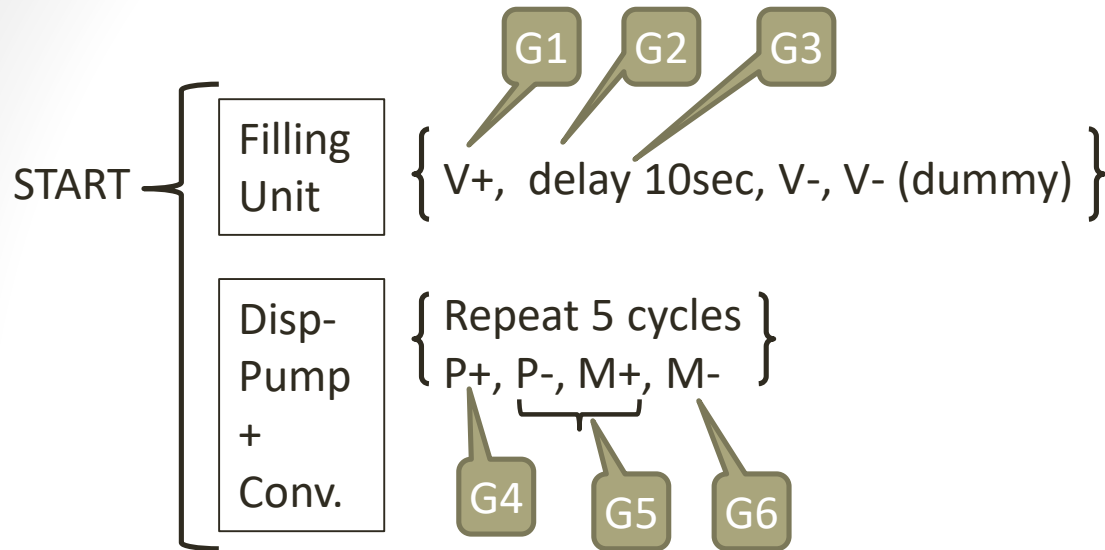 G1 G2 G3
START
Filling
Unit
V+, delay 10sec, V-, V- (dummy)
Disp-
Pump
+
Conv.
Repeat 5 cycles
P+, P-, M+, M-
G4 G5 G6